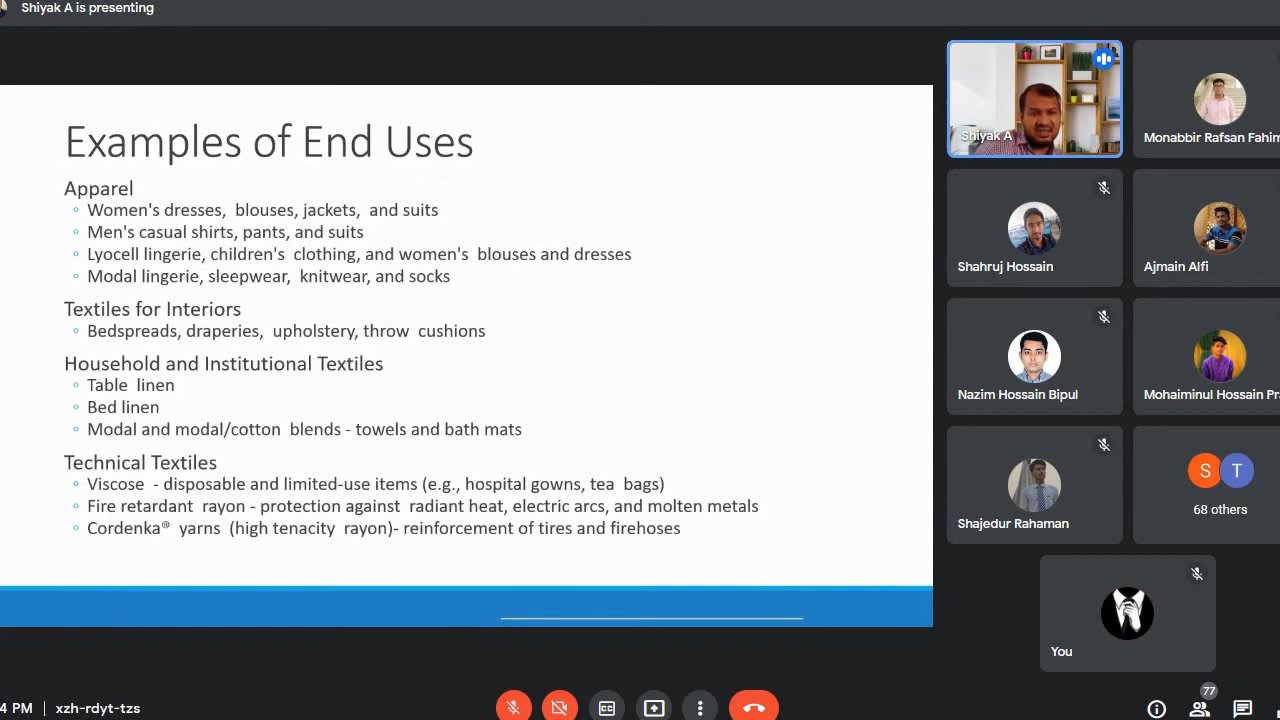 Shiyak A is presenting
Examples of End Uses
Apparel
Women's dresses, blouses, jackets, and suits
Men's casual shirts, pants, and suits
Lyocell lingerie, children's clothing, and women's blouses and dresses
Modal lingerie, sleepwear, knitwear, and socks
Textiles for Interiors
Bedspreads, draperies, upholstery, throw cushions
Household and Institutional Textiles
Table linen
Bed linen
Modal and modal/cotton blends - towels and bath mats
Technical Textiles
Viscose - disposable and limited-use items (e.g., hospital gowns, tea bags)
Fire retardant rayon - protection against radiant heat, electric arcs, and molten metals
Cordenka® yarns (high tenacity rayon)- reinforcement of tires and firehoses
Shiyak A
Monabbir Rafsan Fahim
Shahruj Hossain
Ajmain Alfi
Nazim Hossain Bipul
Mohaiminul Hossain Pr
Shajedur Rahaman
S T
68 others
You
4 PM | xzh-rdyt-tzs
CC
77